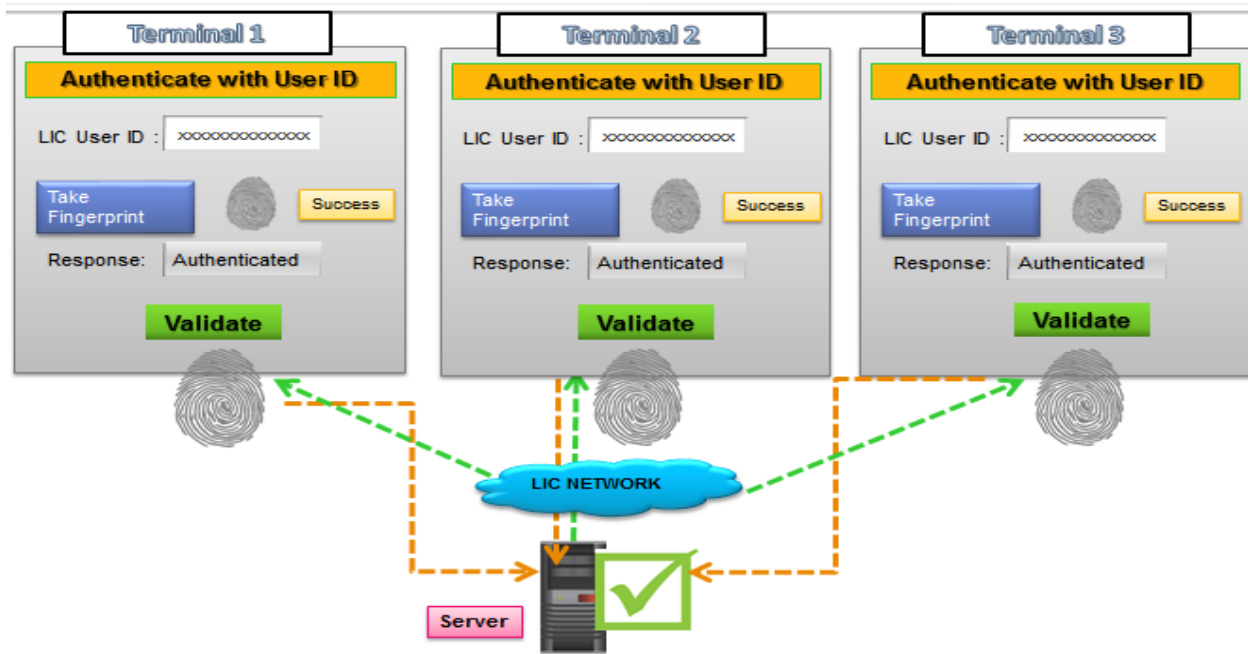 Terminal 1
Authenticate with User ID
LIC User ID : xxxxxxxxxxxxxx
Take
Fingerprint
Success
Response: Authenticated
Validate
Terminal 2
Authenticate with User ID
LIC User ID : xxxxxxxxxxxxxx
Take
Fingerprint
Success
Response: Authenticated
Validate
Terminal 3
Authenticate with User ID
LIC User ID : xxxxxxxxxxxxxx
Take
Fingerprint
Success
Response: Authenticated
Validate
LIC NETWORK
Server